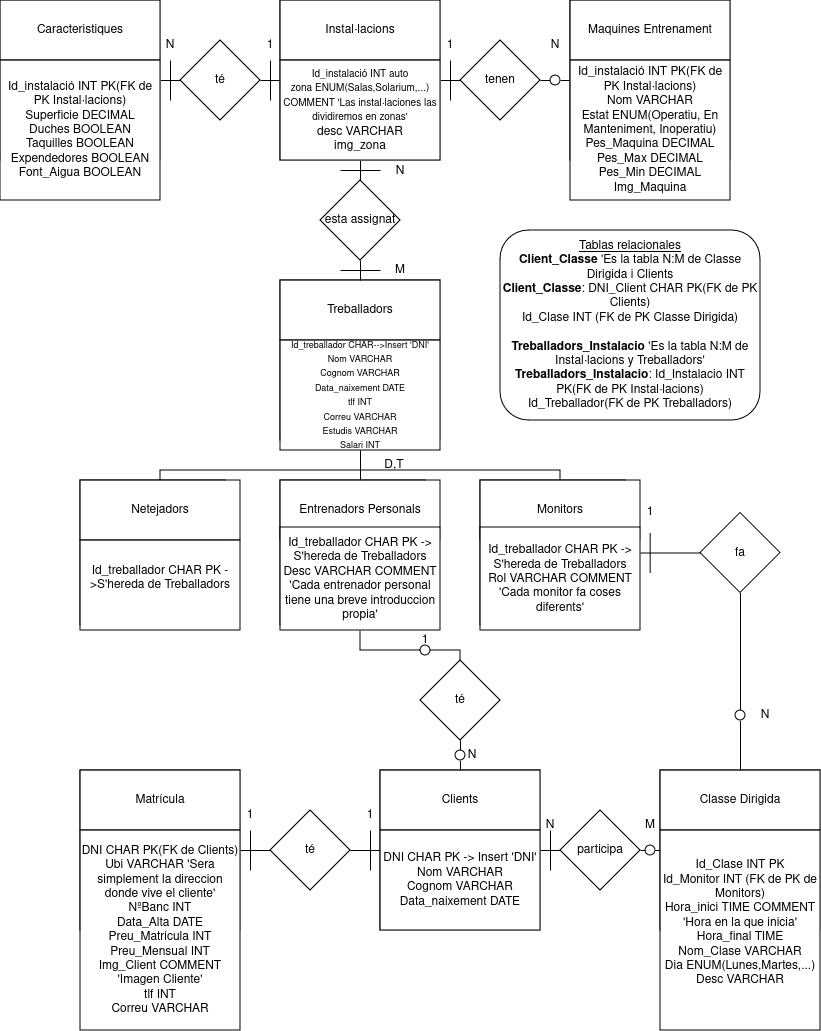 Caracteristiques
Id_instalació INT PK(FK de
PK Instal·lacions)
Superficie DECIMAL
Duches BOOLEAN
Taquilles BOOLEAN
Expendedores BOOLEAN
Font_Aigua BOOLEAN
N
té
1
Instal·lacions
Id_instalació INT auto
zona ENUM(Salas,Solarium,...)
COMMENT 'Las instal·laciones las
dividiremos en zonas'
desc VARCHAR
img_zona
1
tenen
N
Maquines Entrenament
Id_instalació INT PK(FK de
PK Instal·lacions)
Nom VARCHAR
Estat ENUM(Operatiu, En
Manteniment, Inoperatiu)
Pes_Maquina DECIMAL
Pes_Max DECIMAL
Pes_Min DECIMAL
Img_Maquina
N
esta assignat
M
Treballadors
Id_treballador CHAR-->Insert 'DNI'
Nom VARCHAR
Cognom VARCHAR
Data_naixement DATE
tlf INT
Correu VARCHAR
Estudis VARCHAR
Salari INT
Tablas relacionales
Client_Classe 'Es la tabla N:M de Classe
Dirigida i Clients
Client_Classe: DNI_Client CHAR PK(FK de PK
Clients)
Id_Clase INT (FK de PK Classe Dirigida)
Treballadors_Instalacio 'Es la tabla N:M de
Instal·lacions y Treballadors'
Treballadors_Instalacio: Id_Instalacio INT
PK(FK de PK Instal·lacions)
Id_Treballador(FK de PK Treballadors)
D,T
Netejadors
Id_treballador CHAR PK -
>S'hereda de Treballadors
Entrenadors Personals
Id_treballador CHAR PK ->
S'hereda de Treballadors
Desc VARCHAR COMMENT
'Cada entrenador personal
tiene una breve introduccion
propia'
Monitors
Id_treballador CHAR PK ->
S'hereda de Treballadors
Rol VARCHAR COMMENT
'Cada monitor fa coses
diferents'
1
fa
N
1
té
N
Matrícula
DNI CHAR PK(FK de Clients)
Ubi VARCHAR 'Sera
simplement la direccion
donde vive el cliente'
NºBanc INT
Data_Alta DATE
Preu_Matricula INT
Preu_Mensual INT
Img_Client COMMENT
'Imagen Cliente'
tlf INT
Correu VARCHAR
1
té
1
Clients
DNI CHAR PK -> Insert 'DNI'
Nom VARCHAR
Cognom VARCHAR
Data_naixement DATE
N
participa
M
Classe Dirigida
Id_Clase INT PK
Id_Monitor INT (FK de PK de
Monitors)
Hora_inici TIME COMMENT
'Hora en la que inicia'
Hora_final TIME
Nom_Clase VARCHAR
Dia ENUM(Lunes,Martes,...)
Desc VARCHAR